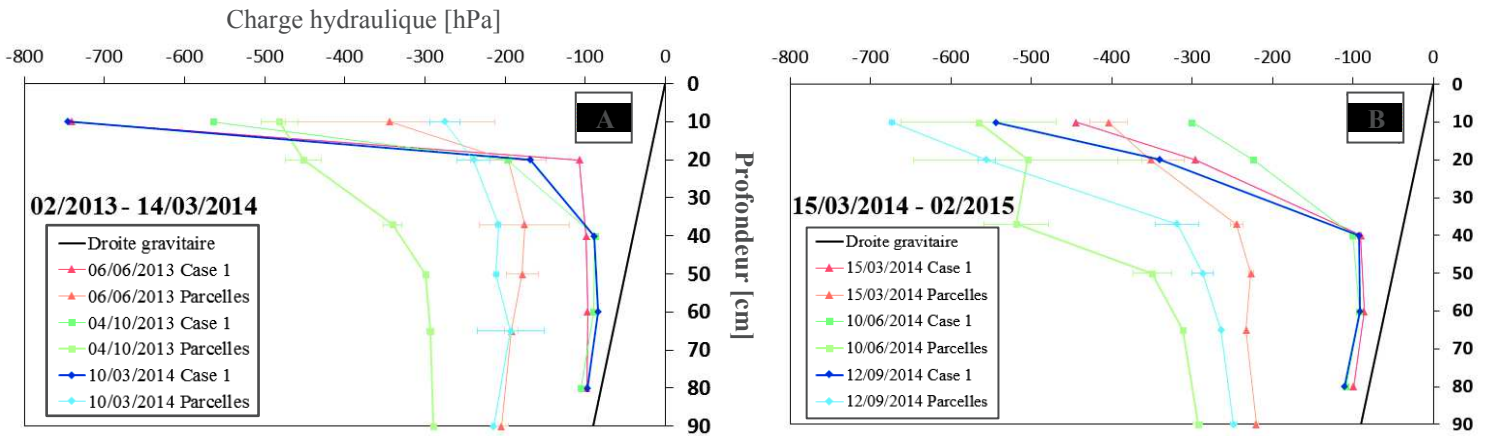 Charge hydraulique [hPa]
-800 -700 -600 -500 -400 -300 -200 -100 0
0
10
20
30
40
50
60
70
80
90
A
02/2013 - 14/03/2014
Droite gravitaire
06/06/2013 Case 1
06/06/2013 Parcelles
04/10/2013 Case 1
04/10/2013 Parcelles
10/03/2014 Case 1
10/03/2014 Parcelles
Profondeur [cm]
-800 -700 -600 -500 -400 -300 -200 -100 0
0
10
20
30
40
50
60
70
80
90
B
15/03/2014 - 02/2015
Droite gravitaire
15/03/2014 Case 1
15/03/2014 Parcelles
10/06/2014 Case 1
10/06/2014 Parcelles
12/09/2014 Case 1
12/09/2014 Parcelles